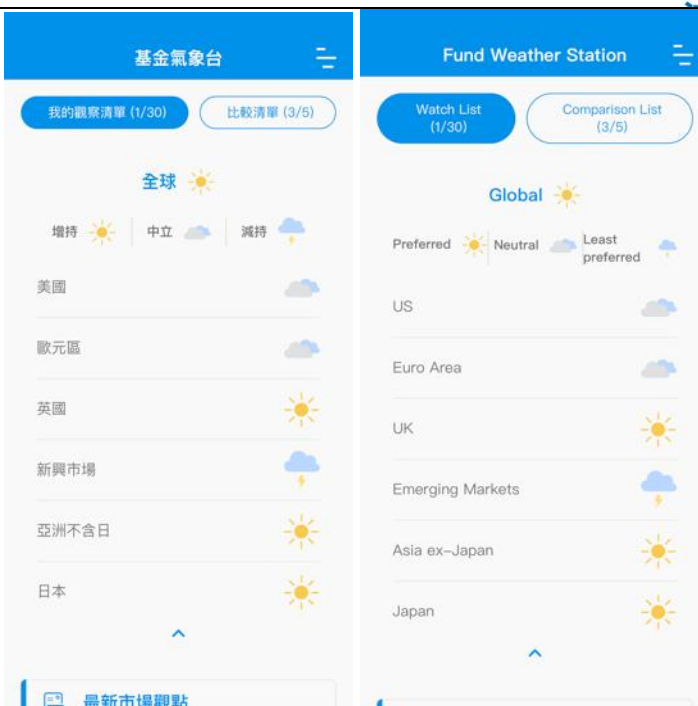 基金氣象台
我的觀察清單 (1/30)
比較清單 (3/5)
全球
增持
中立
減持
美國
歐元區
英國
新興市場
亞洲不含日
日本
最新市場觀點
Fund Weather Station
Watch List
(1/30)
Comparison List
(3/5)
Global
Preferred
Neutral
Least
preferred
US
Euro Area
UK
Emerging Markets
Asia ex-Japan
Japan